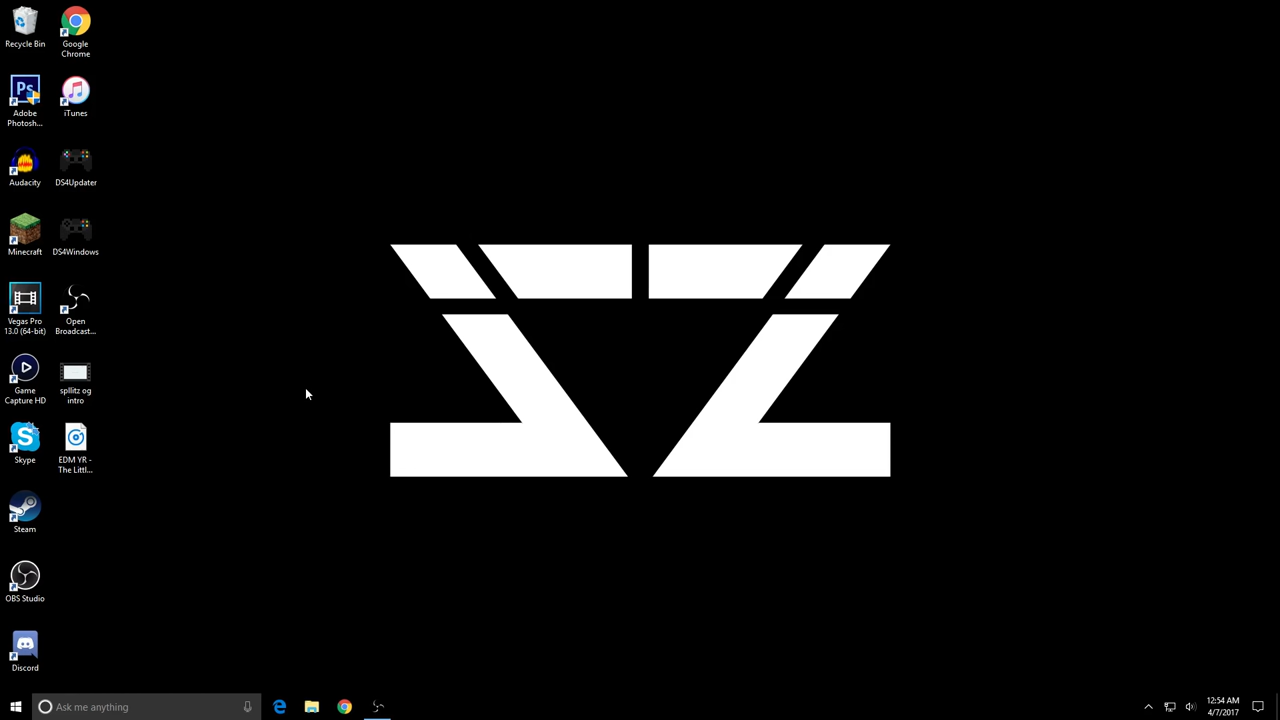 Recycle Bin
Google
Chrome
Adobe
Photosh...
iTunes
Audacity
DS4Updater
Minecraft
DS4Windows
Vegas Pro
13.0 (64-bit)
Open
Broadcast...
Game
Capture HD
spllitz og
intro
Skype
EDM YR -
The Littl...
Steam
OBS Studio
Discord
Ask me anything
12:54 AM
4/7/2017